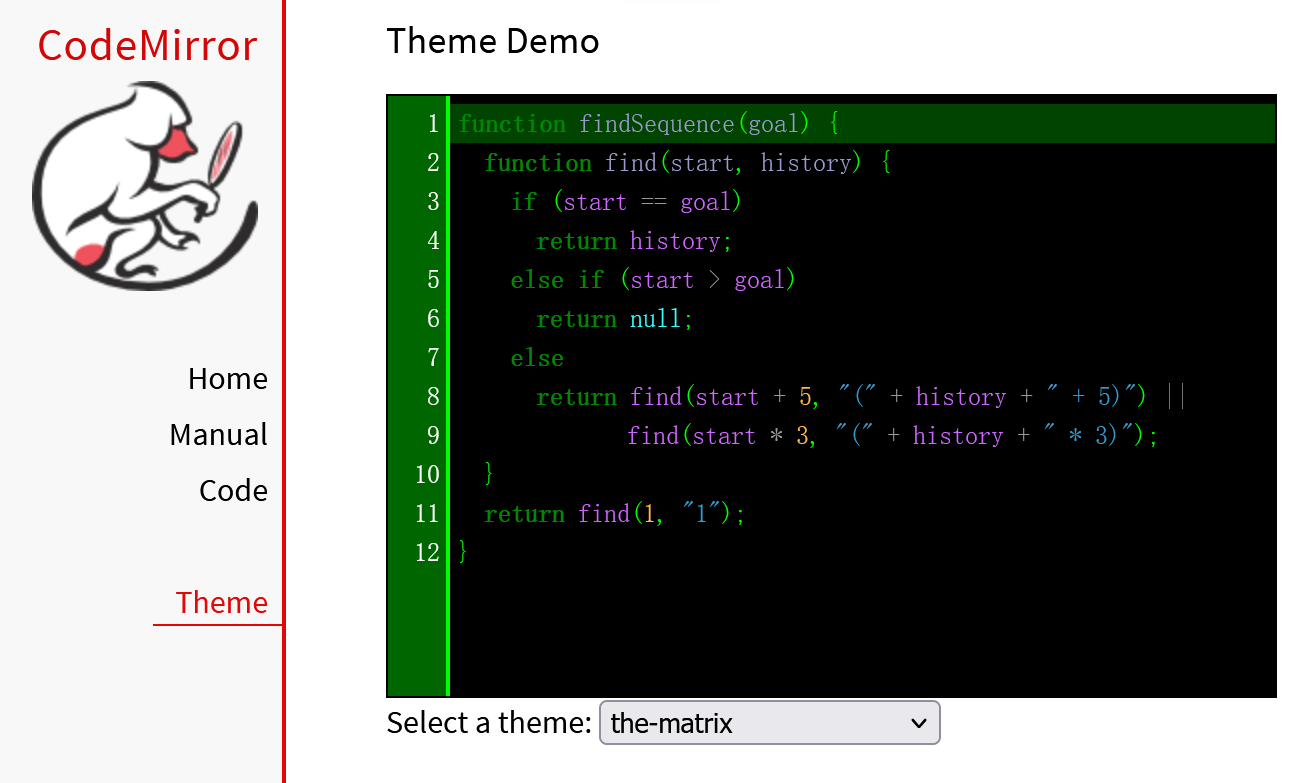 CodeMirror
Home
Manual
Code
Theme
Theme Demo
1 function findSequence(goal) {
2   function find(start, history) {
3     if (start == goal)
4       return history;
5     else if (start > goal)
6       return null;
7     else
8       return find(start + 5, "(" + history + " + 5)") ||
9              find(start * 3, "(" + history + " * 3)");
10   }
11   return find(1, "1");
12 }
Select a theme: the-matrix